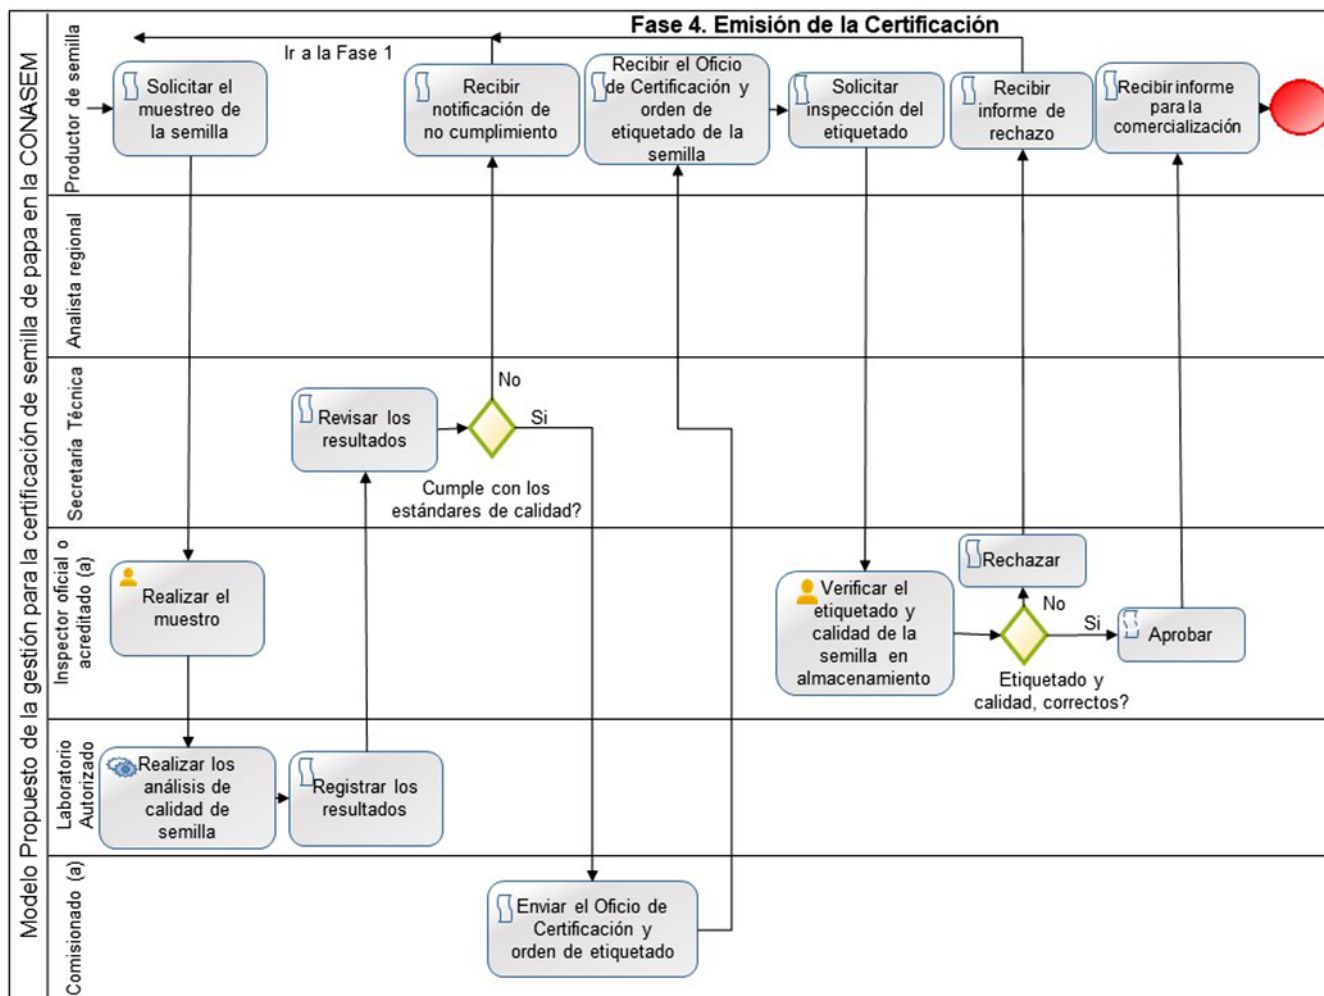 Modelo Propuesto de la gestión para la certificación de semilla de papa en la CONASEM
Fase 4. Emisión de la Certificación
Productor de semilla
Ir a la Fase 1
Solicitar el
muestreo de
la semilla
Recibir
notificación de
no cumplimiento
Recibir el Oficio
de Certificación y
orden de
etiquetado de la
semilla
Solicitar
inspección del
etiquetado
Recibir
informe de
rechazo
Recibir informe
para la
comercialización
Analista regional
Secretaría Técnica
Revisar los
resultados
No
Si
Cumple con los
estándares de calidad?
Inspector oficial o
acreditado (a)
Realizar el
muestro
Verificar el
etiquetado y
calidad de la
semilla en
almacenamiento
Rechazar
No
Si
Aprobar
Etiquetado y
calidad, correctos?
Laboratorio
Autorizado
Realizar los
análisis de
calidad de
semilla
Registrar los
resultados
Comisionado (a)
Enviar el Oficio de
Certificación y
orden de etiquetado